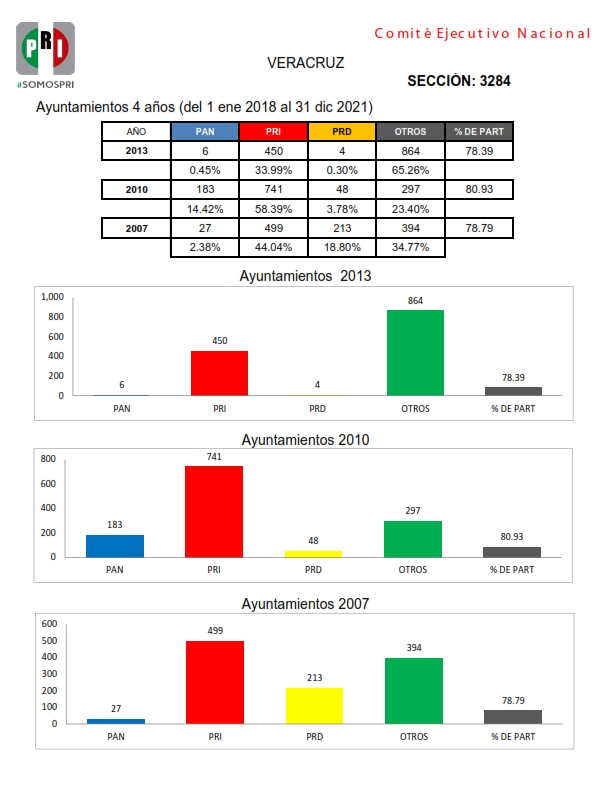 Comité Ejecutivo Nacional
PRI
#SOMOSPRI
VERACRUZ
SECCIÓN: 3284
Ayuntamientos 4 años (del 1 ene 2018 al 31 dic 2021)
AÑO PAN PRI PRD OTROS % DE PART
2013 6 450 4 864 78.39
0.45% 33.99% 0.30% 65.26%
2010 183 741 48 297 80.93
14.42% 58.39% 3.78% 23.40%
2007 27 499 213 394 78.79
2.38% 44.04% 18.80% 34.77%
Ayuntamientos 2013
1,000
800
600
400
200
0
6 450 4 864 78.39
PAN PRI PRD OTROS % DE PART
Ayuntamientos 2010
800
600
400
200
0
183 741 48 297 80.93
PAN PRI PRD OTROS % DE PART
Ayuntamientos 2007
600
500
400
300
200
100
0
27 499 213 394 78.79
PAN PRI PRD OTROS % DE PART